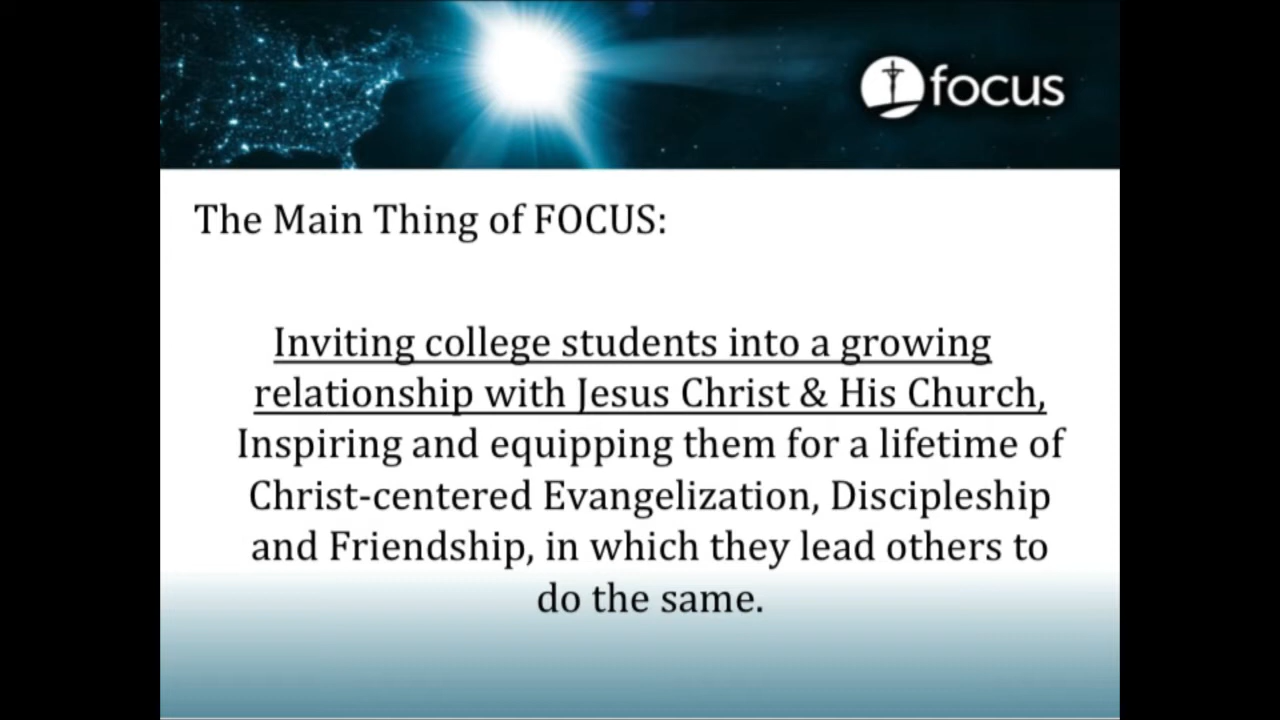 focus
The Main Thing of FOCUS:
Inviting college students into a growing
relationship with Jesus Christ & His Church,
Inspiring and equipping them for a lifetime of
Christ-centered Evangelization, Discipleship
and Friendship, in which they lead others to
do the same.